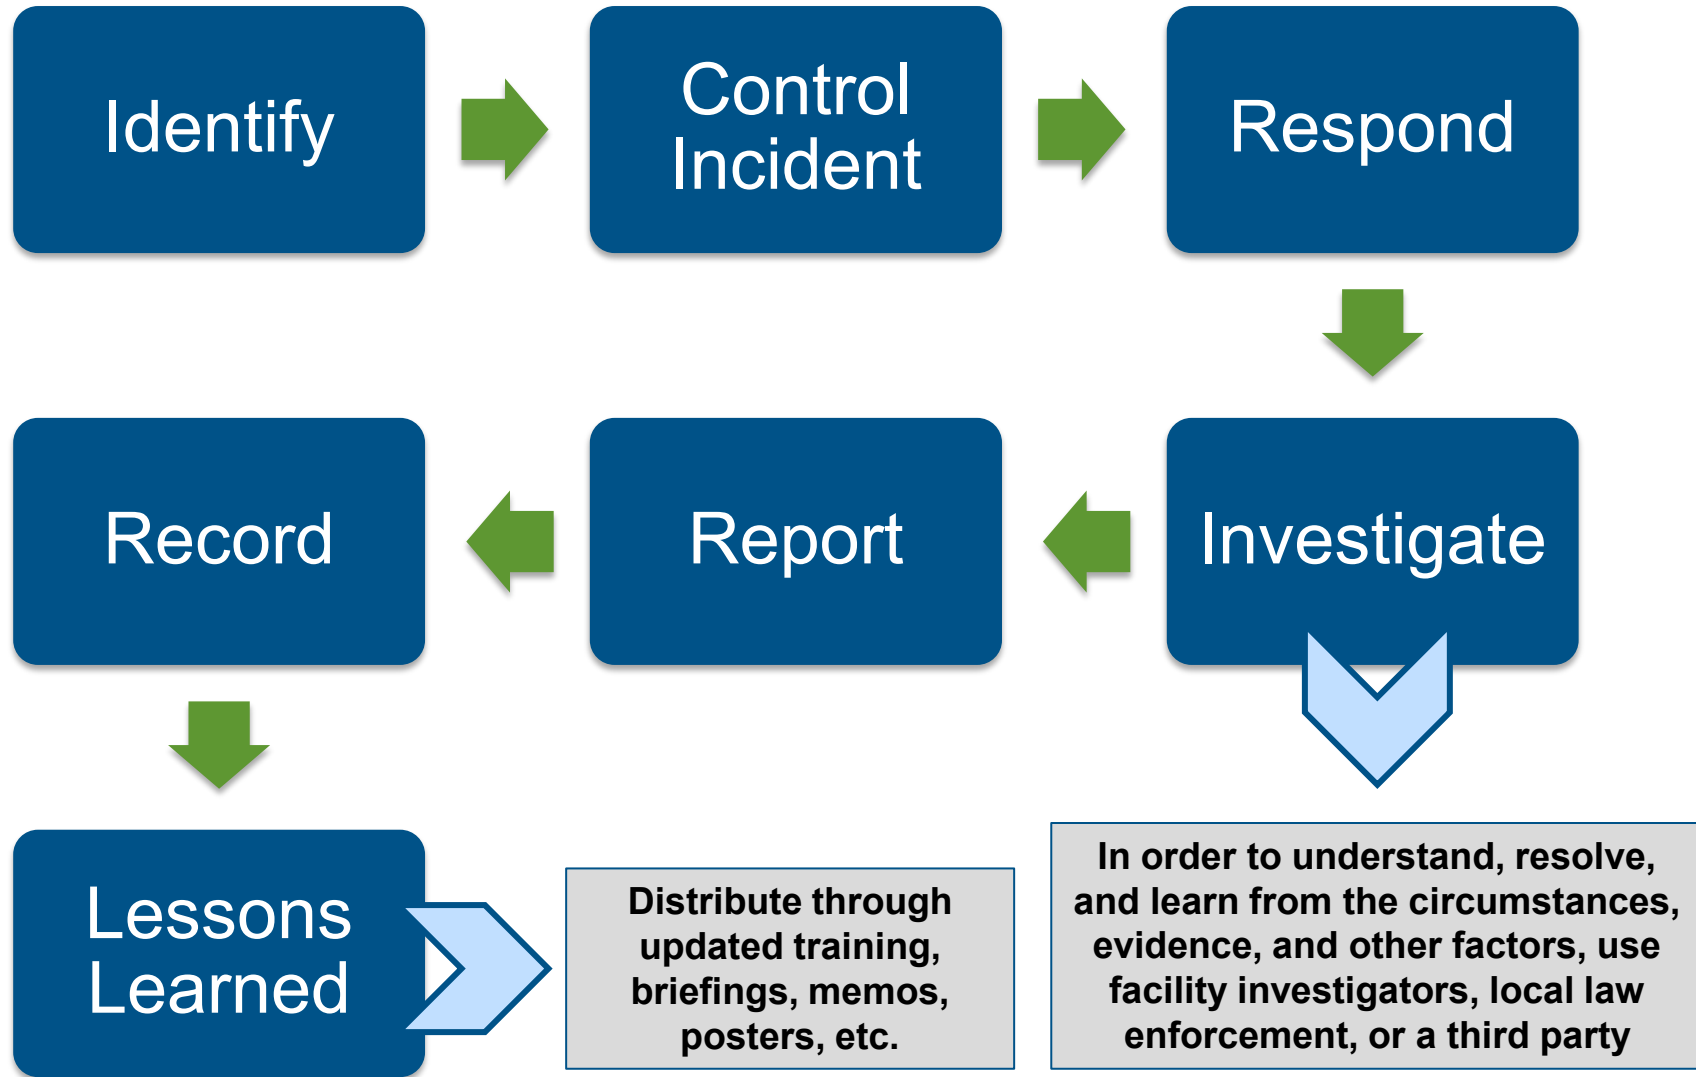 Identify
Control
Incident
Respond
Investigate
Report
Record
Lessons
Learned
Distribute through
updated training,
briefings, memos,
posters, etc.
In order to understand, resolve,
and learn from the circumstances,
evidence, and other factors, use
facility investigators, local law
enforcement, or a third party